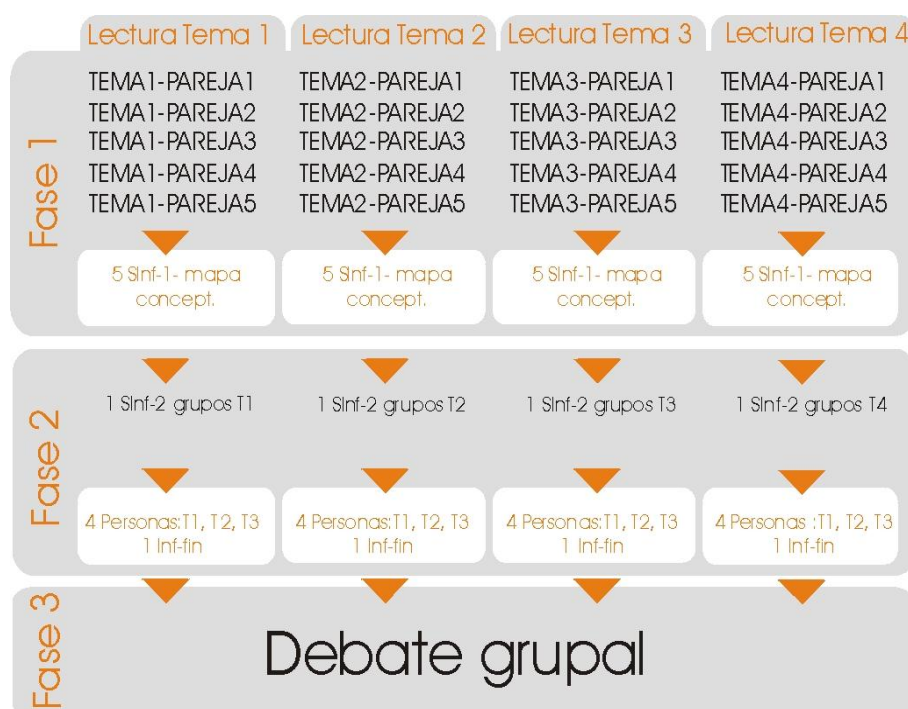 Lectura Tema 1
Lectura Tema 2
Lectura Tema 3
Lectura Tema 4
Fase 1
TEMA1-PAREJA1
TEMA1-PAREJA2
TEMA1-PAREJA3
TEMA1-PAREJA4
TEMA1-PAREJA5
TEMA2-PAREJA1
TEMA2-PAREJA2
TEMA2-PAREJA3
TEMA2-PAREJA4
TEMA2-PAREJA5
TEMA3-PAREJA1
TEMA3-PAREJA2
TEMA3-PAREJA3
TEMA3-PAREJA4
TEMA3-PAREJA5
TEMA4-PAREJA1
TEMA4-PAREJA2
TEMA4-PAREJA3
TEMA4-PAREJA4
TEMA4-PAREJA5
5 SInf-1- mapa
concept.
5 SInf-1- mapa
concept.
5 SInf-1- mapa
concept.
5 SInf-1- mapa
concept.
Fase 2
1 SInf-2 grupos T1
1 SInf-2 grupos T2
1 SInf-2 grupos T3
1 SInf-2 grupos T4
4 Personas:T1, T2, T3
1 Inf-fin
4 Personas:T1, T2, T3
1 Inf-fin
4 Personas:T1, T2, T3
1 Inf-fin
4 Personas :T1, T2, T3
1 Inf-fin
Fase 3
Debate grupal